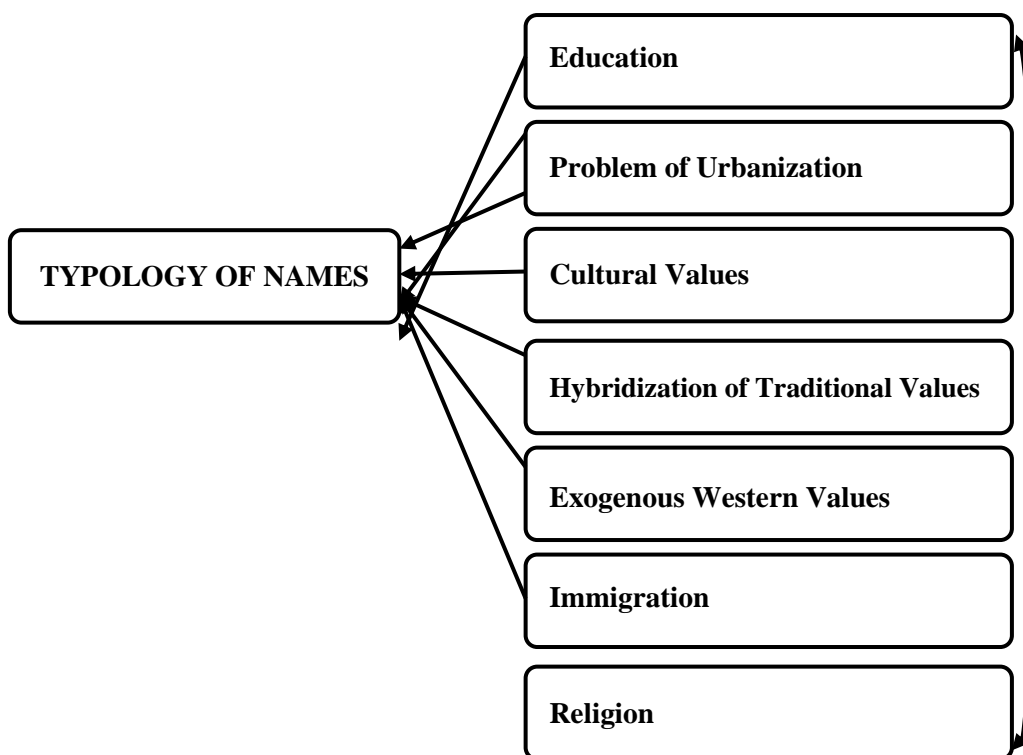 Education
Problem of Urbanization
TYPOLOGY OF NAMES
Cultural Values
Hybridization of Traditional Values
Exogenous Western Values
Immigration
Religion